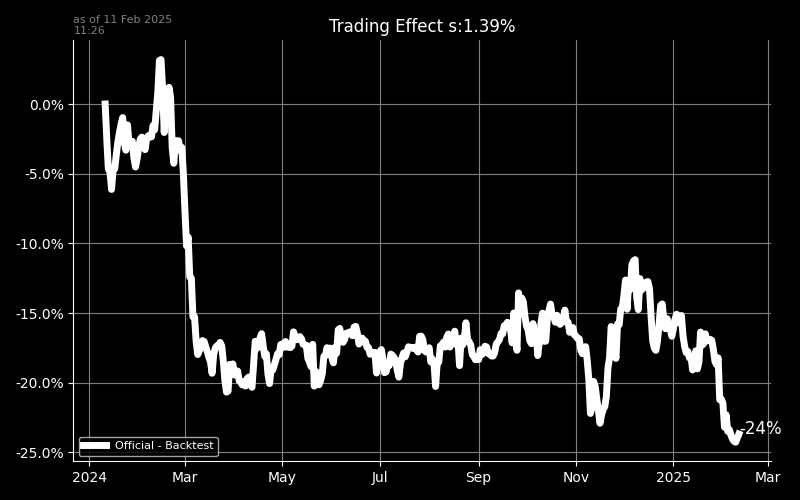 as of 11 Feb 2025
11:26
Trading Effect s:1.39%
0.0%
-5.0%
-10.0%
-15.0%
-20.0%
-25.0%
-24%
Official - Backtest
2024 Mar May Jul Sep Nov 2025 Mar